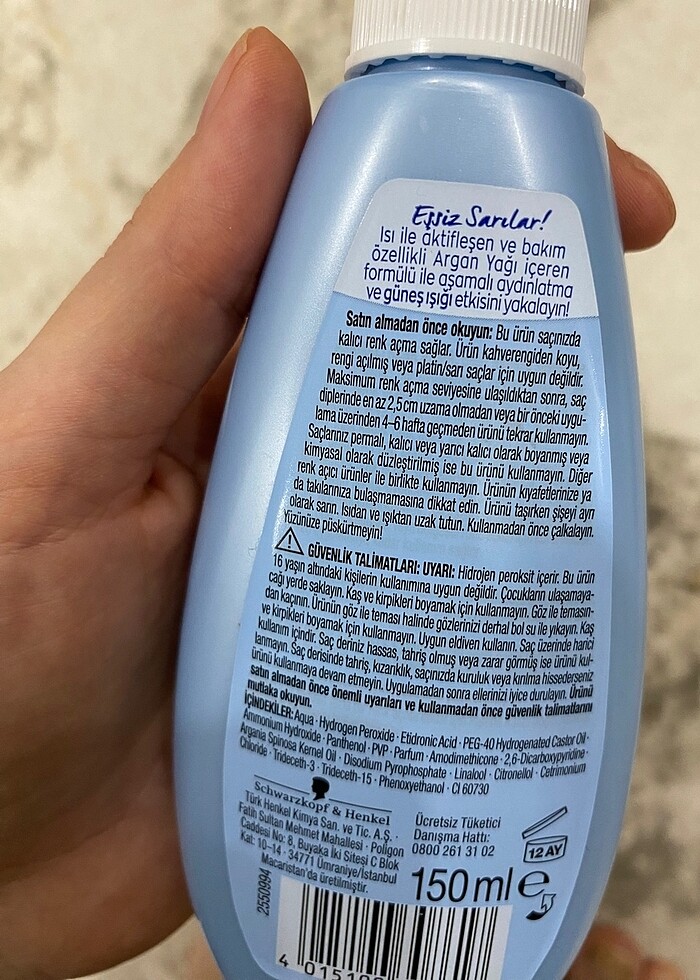 Eşsiz Sarılar!
Isı ile aktifleşen ve bakım
özellikli Argan Yağı içeren
formülü ile aşamalı aydınlatma
ve güneş ışığı etkisini yakalayın!
Satın almadan önce okuyun: Bu ürün saçınızda
kalıcı renk açma sağlar. Ürün kahverengiden koyu,
rengi açılmış veya platin/sarı saçlar için uygun değildir.
Maksimum renk açma seviyesine ulaşıldıktan sonra, saç
diplerinde en az 2,5 cm uzama olmadan veya bir önceki uygu-
lama üzerinden 4–6 hafta geçmeden ürünü tekrar kullanmayın.
Saçlarınız permalı, kalıcı veya yarıcı kalıcı olarak boyanmış veya
kimyasal olarak düzleştirilmiş ise bu ürünü kullanmayın. Diğer
renk açıcı ürünler ile birlikte kullanmayın. Ürünün kıyafetlerinize ya
da takılarınıza bulaşmamasına dikkat edin. Ürünü taşırken şişeyi ayrı
olarak sarın. Isıdan ve ışıktan uzak tutun. Kullanmadan önce çalkalayın.
Yüzünüze püskürtmeyin!
GÜVENLİK TALİMATLARI: UYARI: Hidrojen peroksit içerir. Bu ürün
16 yaşın altındaki kişilerin kullanımına uygun değildir. Çocukların ulaşamaya-
cağı yerde saklayın. Kaş ve kirpikleri boyamak için kullanmayın. Göz ile temasın-
dan kaçının. Ürünün göz ile teması halinde gözlerinizi derhal bol su ile yıkayın. Kaş
ve kirpikleri boyamak için kullanmayın. Uygun eldiven kullanın. Saç üzerinde harici
kullanım içindir. Saç deriniz hassas, tahriş olmuş veya zarar görmüş ise ürünü kul-
lanmayın. Saç derisinde tahriş, kızarıklık, saçınızda kuruluk veya kırılma hissederseniz
ürünü kullanmaya devam etmeyin. Uygulamadan sonra ellerinizi iyice durulayın. Ürünü
satın almadan önce önemli uyarıları ve kullanmadan önce güvenlik talimatlarını
mutlaka okuyun.
İÇİNDEKİLER: Aqua · Hydrogen Peroxide · Etidronic Acid · PEG-40 Hydrogenated Castor Oil ·
Ammonium Hydroxide · Panthenol · PVP · Parfum · Amodimethicone · 2,6-Dicarboxypyridine ·
Argania Spinosa Kernel Oil · Disodium Pyrophosphate · Linalool · Citronellol · Cetrimonium
Chloride · Trideceth-3 · Trideceth-15 · Phenoxyethanol · CI 60730
Schwarzkopf & Henkel
Türk Henkel Kimya San. ve Tic. A.Ş. ·
Fatih Sultan Mehmet Mahallesi · Poligon
Caddesi No: 8, Buyaka İki Sitesi C Blok
Kat: 10–14 · 34771 Ümraniye/İstanbul
Macaristan'da üretilmiştir.
Ücretsiz Tüketici
Danışma Hattı:
0800 261 31 02
12 AY
150 ml e
2550994